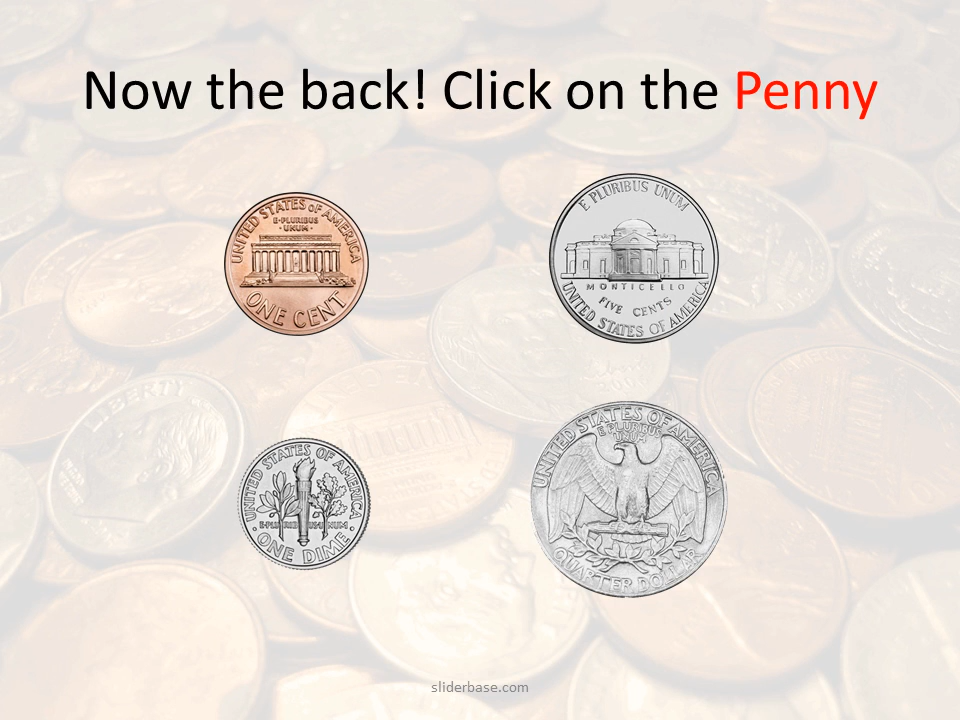 Now the back! Click on the Penny
UNITED STATES OF AMERICA
E·PLURIBUS
·UNUM·
ONE CENT
E PLURIBUS UNUM
MONTICELLO
FIVE CENTS
UNITED STATES OF AMERICA
UNITED STATES OF AMERICA
E·PLURIBUS UNUM
· ONE DIME ·
UNITED STATES OF AMERICA
E PLURIBUS
UNUM
QUARTER DOLLAR
LIBERTY
sliderbase.com